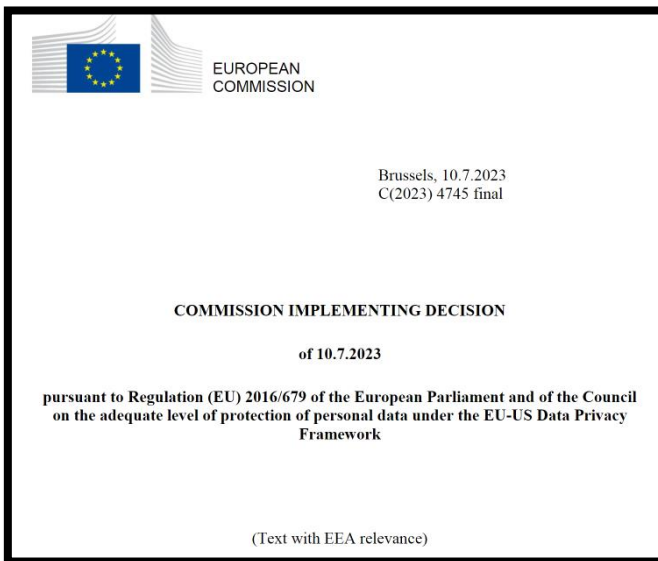 EUROPEAN
COMMISSION
Brussels, 10.7.2023
C(2023) 4745 final
COMMISSION IMPLEMENTING DECISION
of 10.7.2023
pursuant to Regulation (EU) 2016/679 of the European Parliament and of the Council
on the adequate level of protection of personal data under the EU-US Data Privacy
Framework
(Text with EEA relevance)